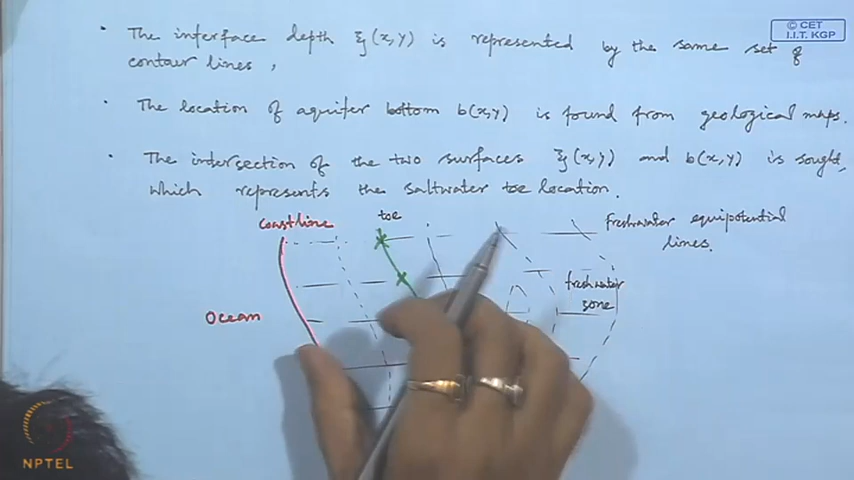 © CET
I.I.T. KGP
· The interface depth ξ(x,y) is represented by the same set of
contour lines,
· The location of aquifer bottom b(x,y) is found from geological maps.
· The intersection of the two surfaces ξ(x,y) and b(x,y) is sought,
which represents the saltwater toe location.
coastline
toe
freshwater equipotential
lines.
freshwater
zone
Ocean
NPTEL